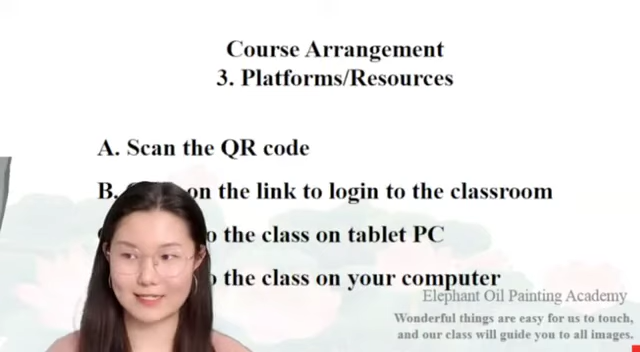 Course Arrangement
3. Platforms/Resources
A. Scan the QR code
B. on the link to login to the classroom
the class on tablet PC
the class on your computer
Elephant Oil Painting Academy
Wonderful things are easy for us to touch,
and our class will guide you to all images.